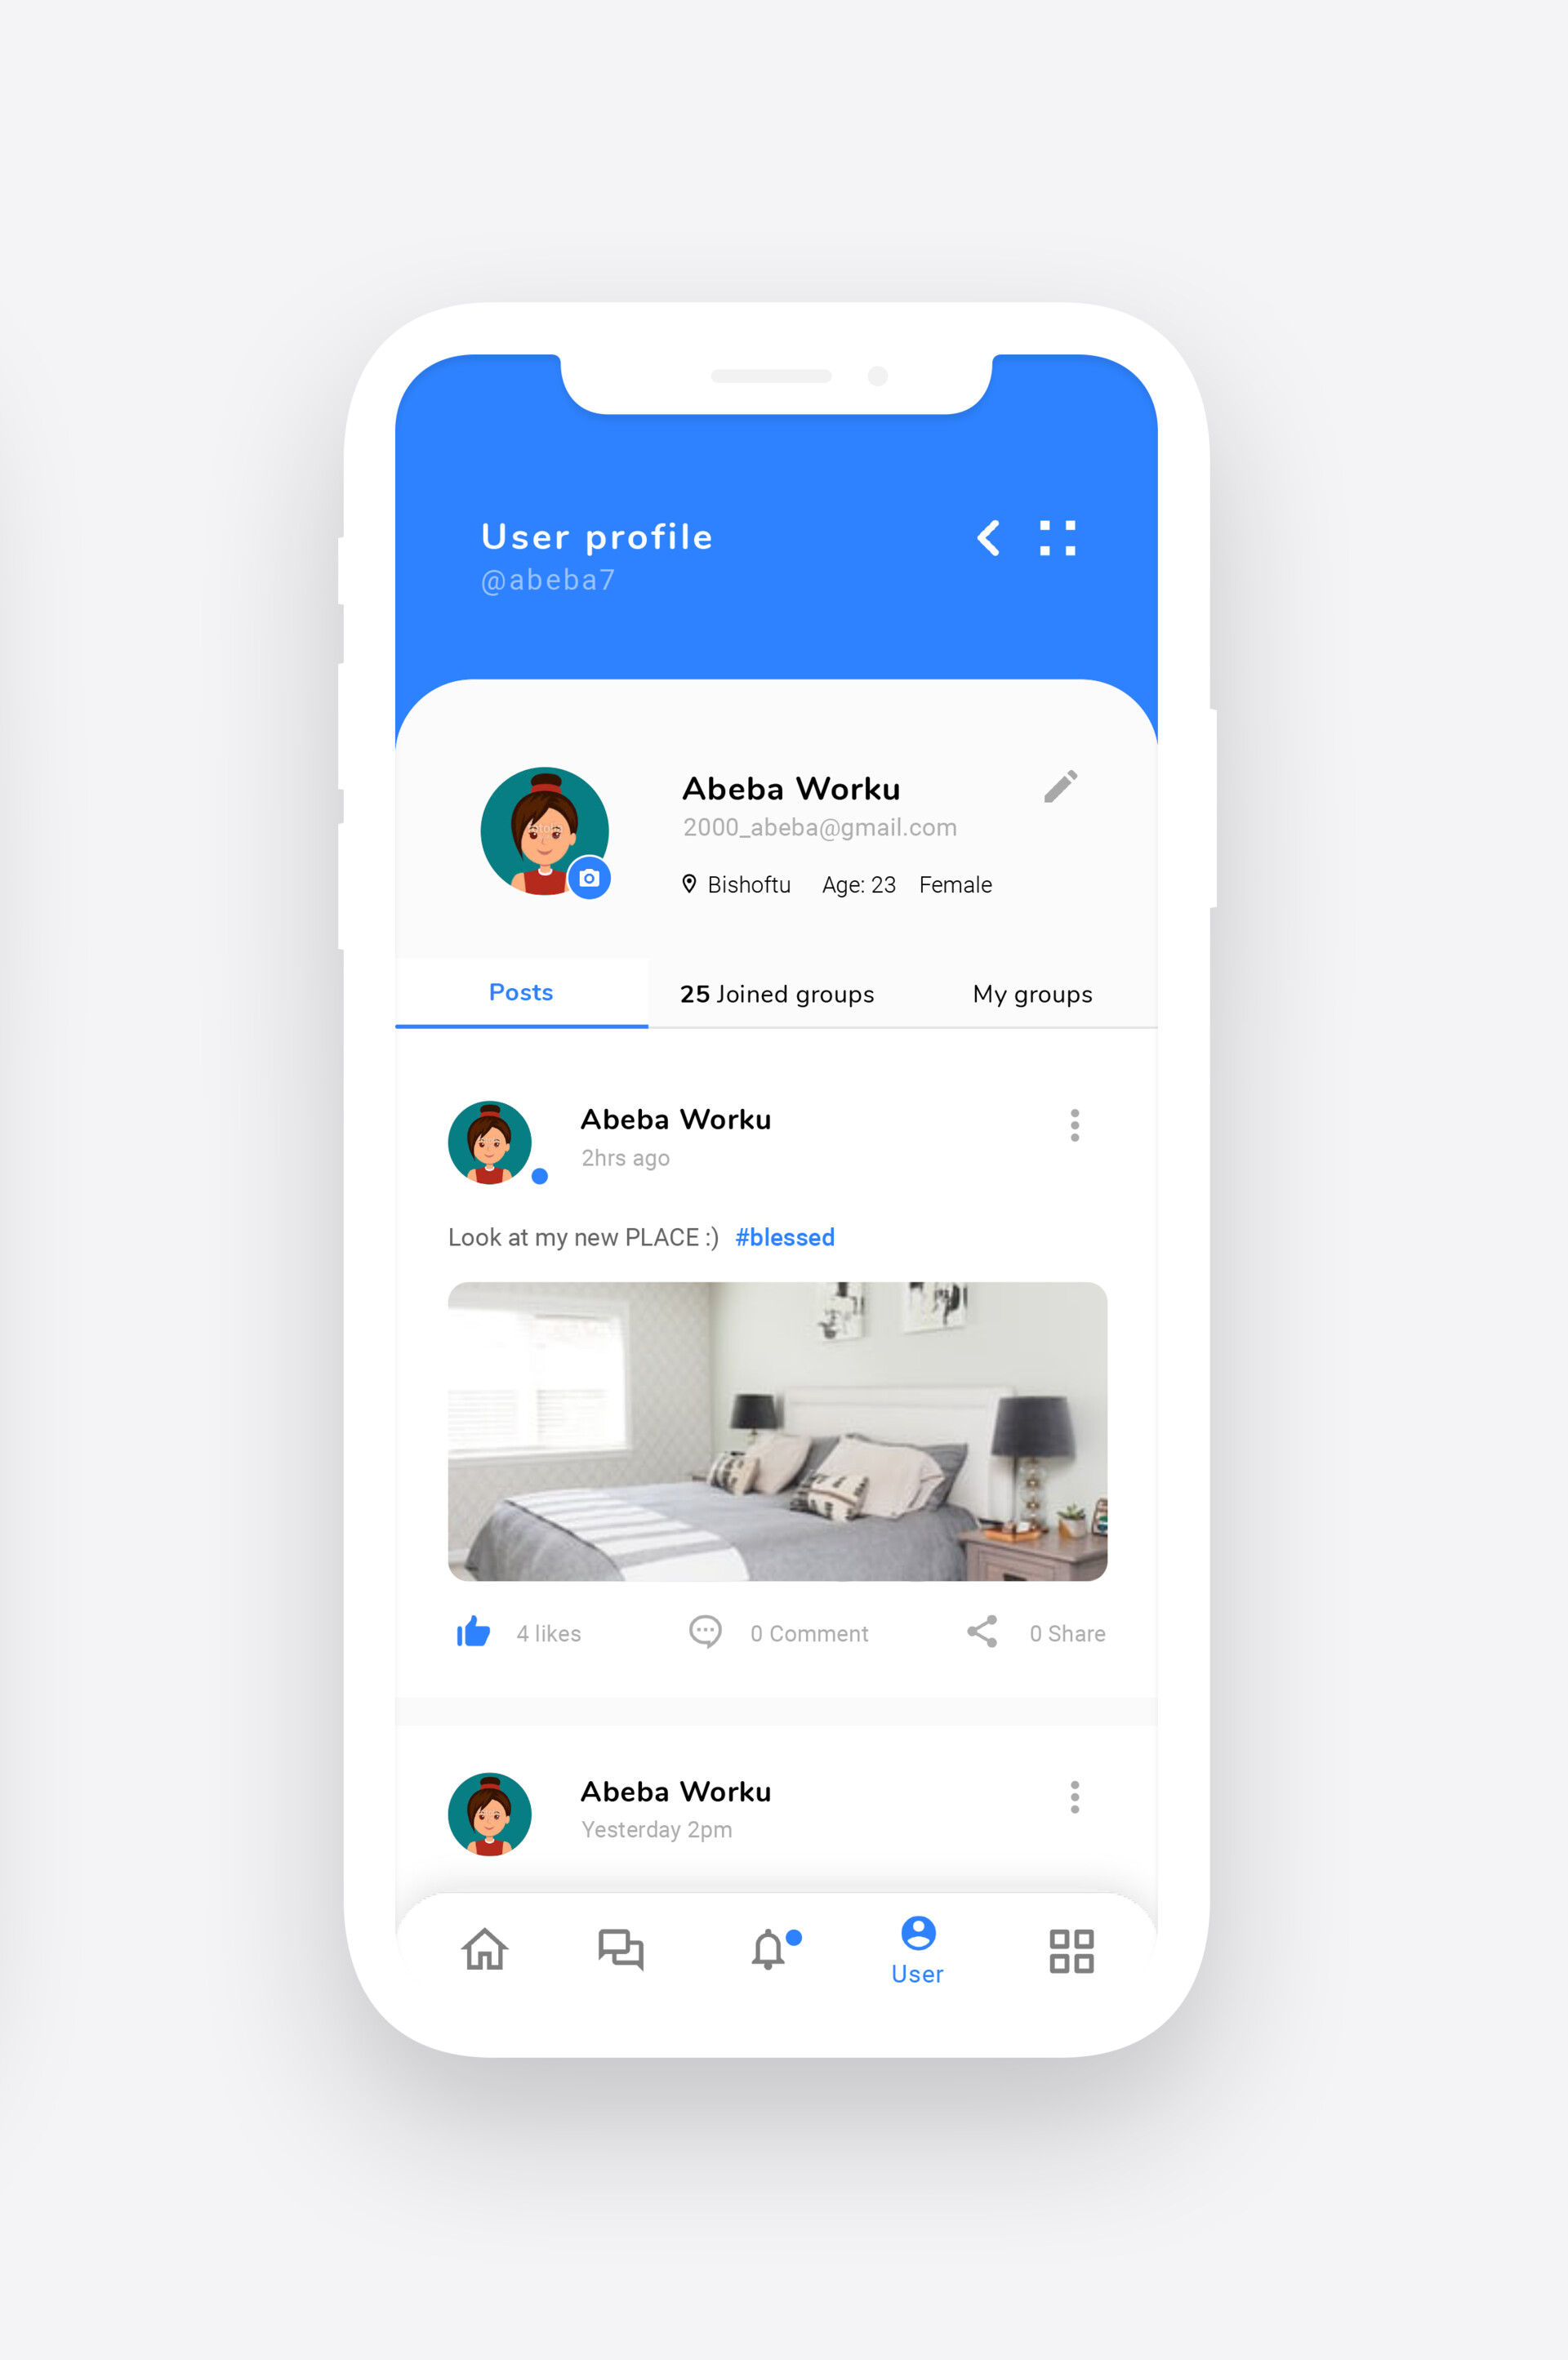 User profile
@abeba7
Abeba Worku
2000_abeba@gmail.com
Bishoftu Age: 23 Female
Posts 25 Joined groups My groups
Abeba Worku
2hrs ago
Look at my new PLACE :) #blessed
4 likes 0 Comment 0 Share
Abeba Worku
Yesterday 2pm
User